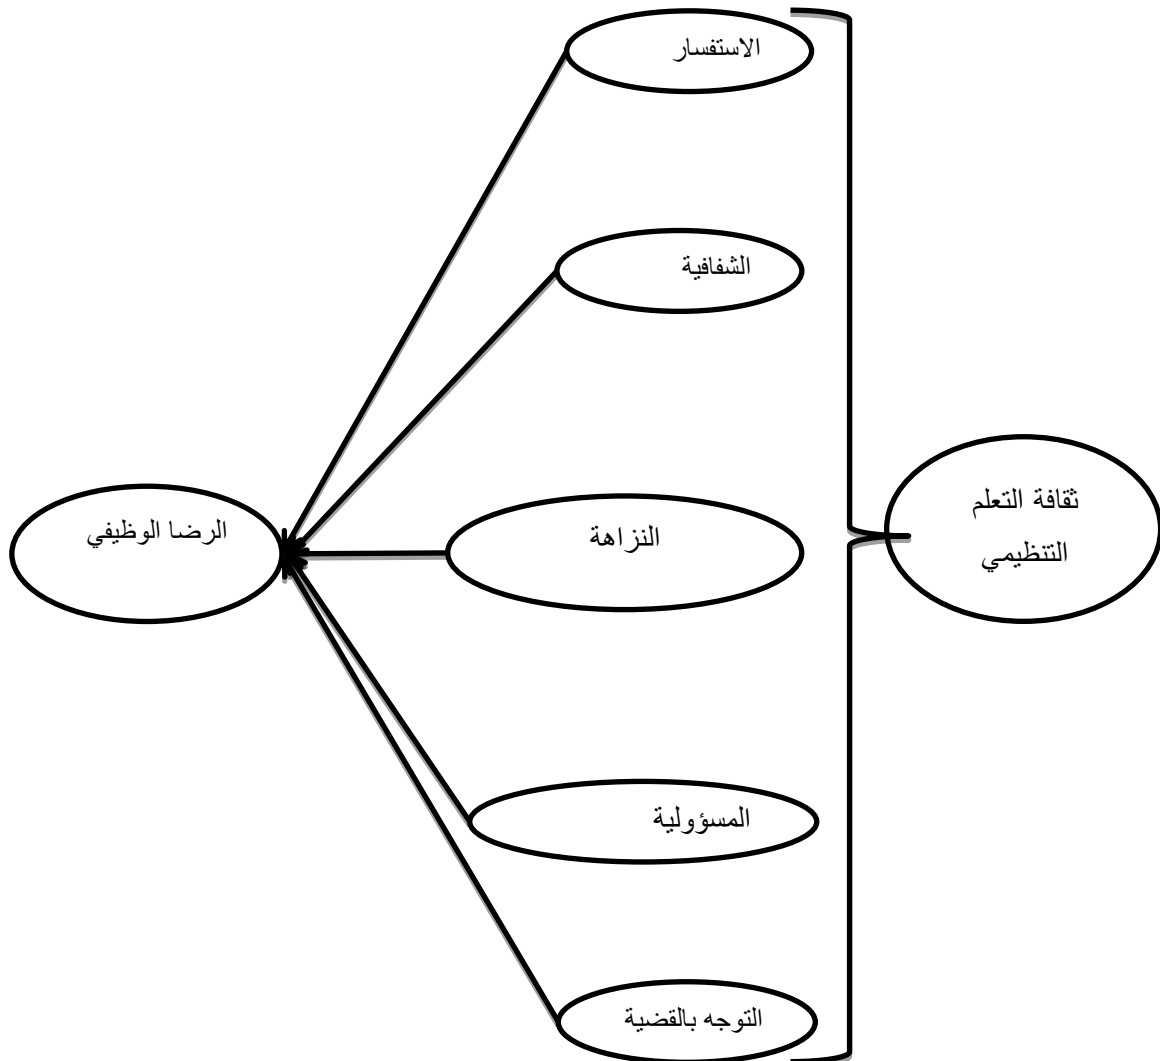 الاستفسار
الشفافية
ثقافة التعلم
التنظيمي
النزاهة
الرضا الوظيفي
المسؤولية
التوجه بالقضية